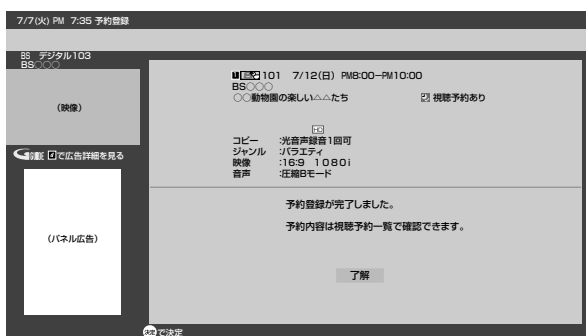 7/7(火) PM 7:35 予約登録
BS デジタル103
BS○○○
(映像)
Gガイド dで広告詳細を見る
(パネル広告)
101 7/12(日) PM8:00–PM10:00
BS○○○
○○動物園の楽しい△△たち 視聴予約あり
HD
コピー :光音声録音1回可
ジャンル :バラエティ
映像 :16:9 1080i
音声 :圧縮Bモード
予約登録が完了しました。
予約内容は視聴予約一覧で確認できます。
了解
決定で決定